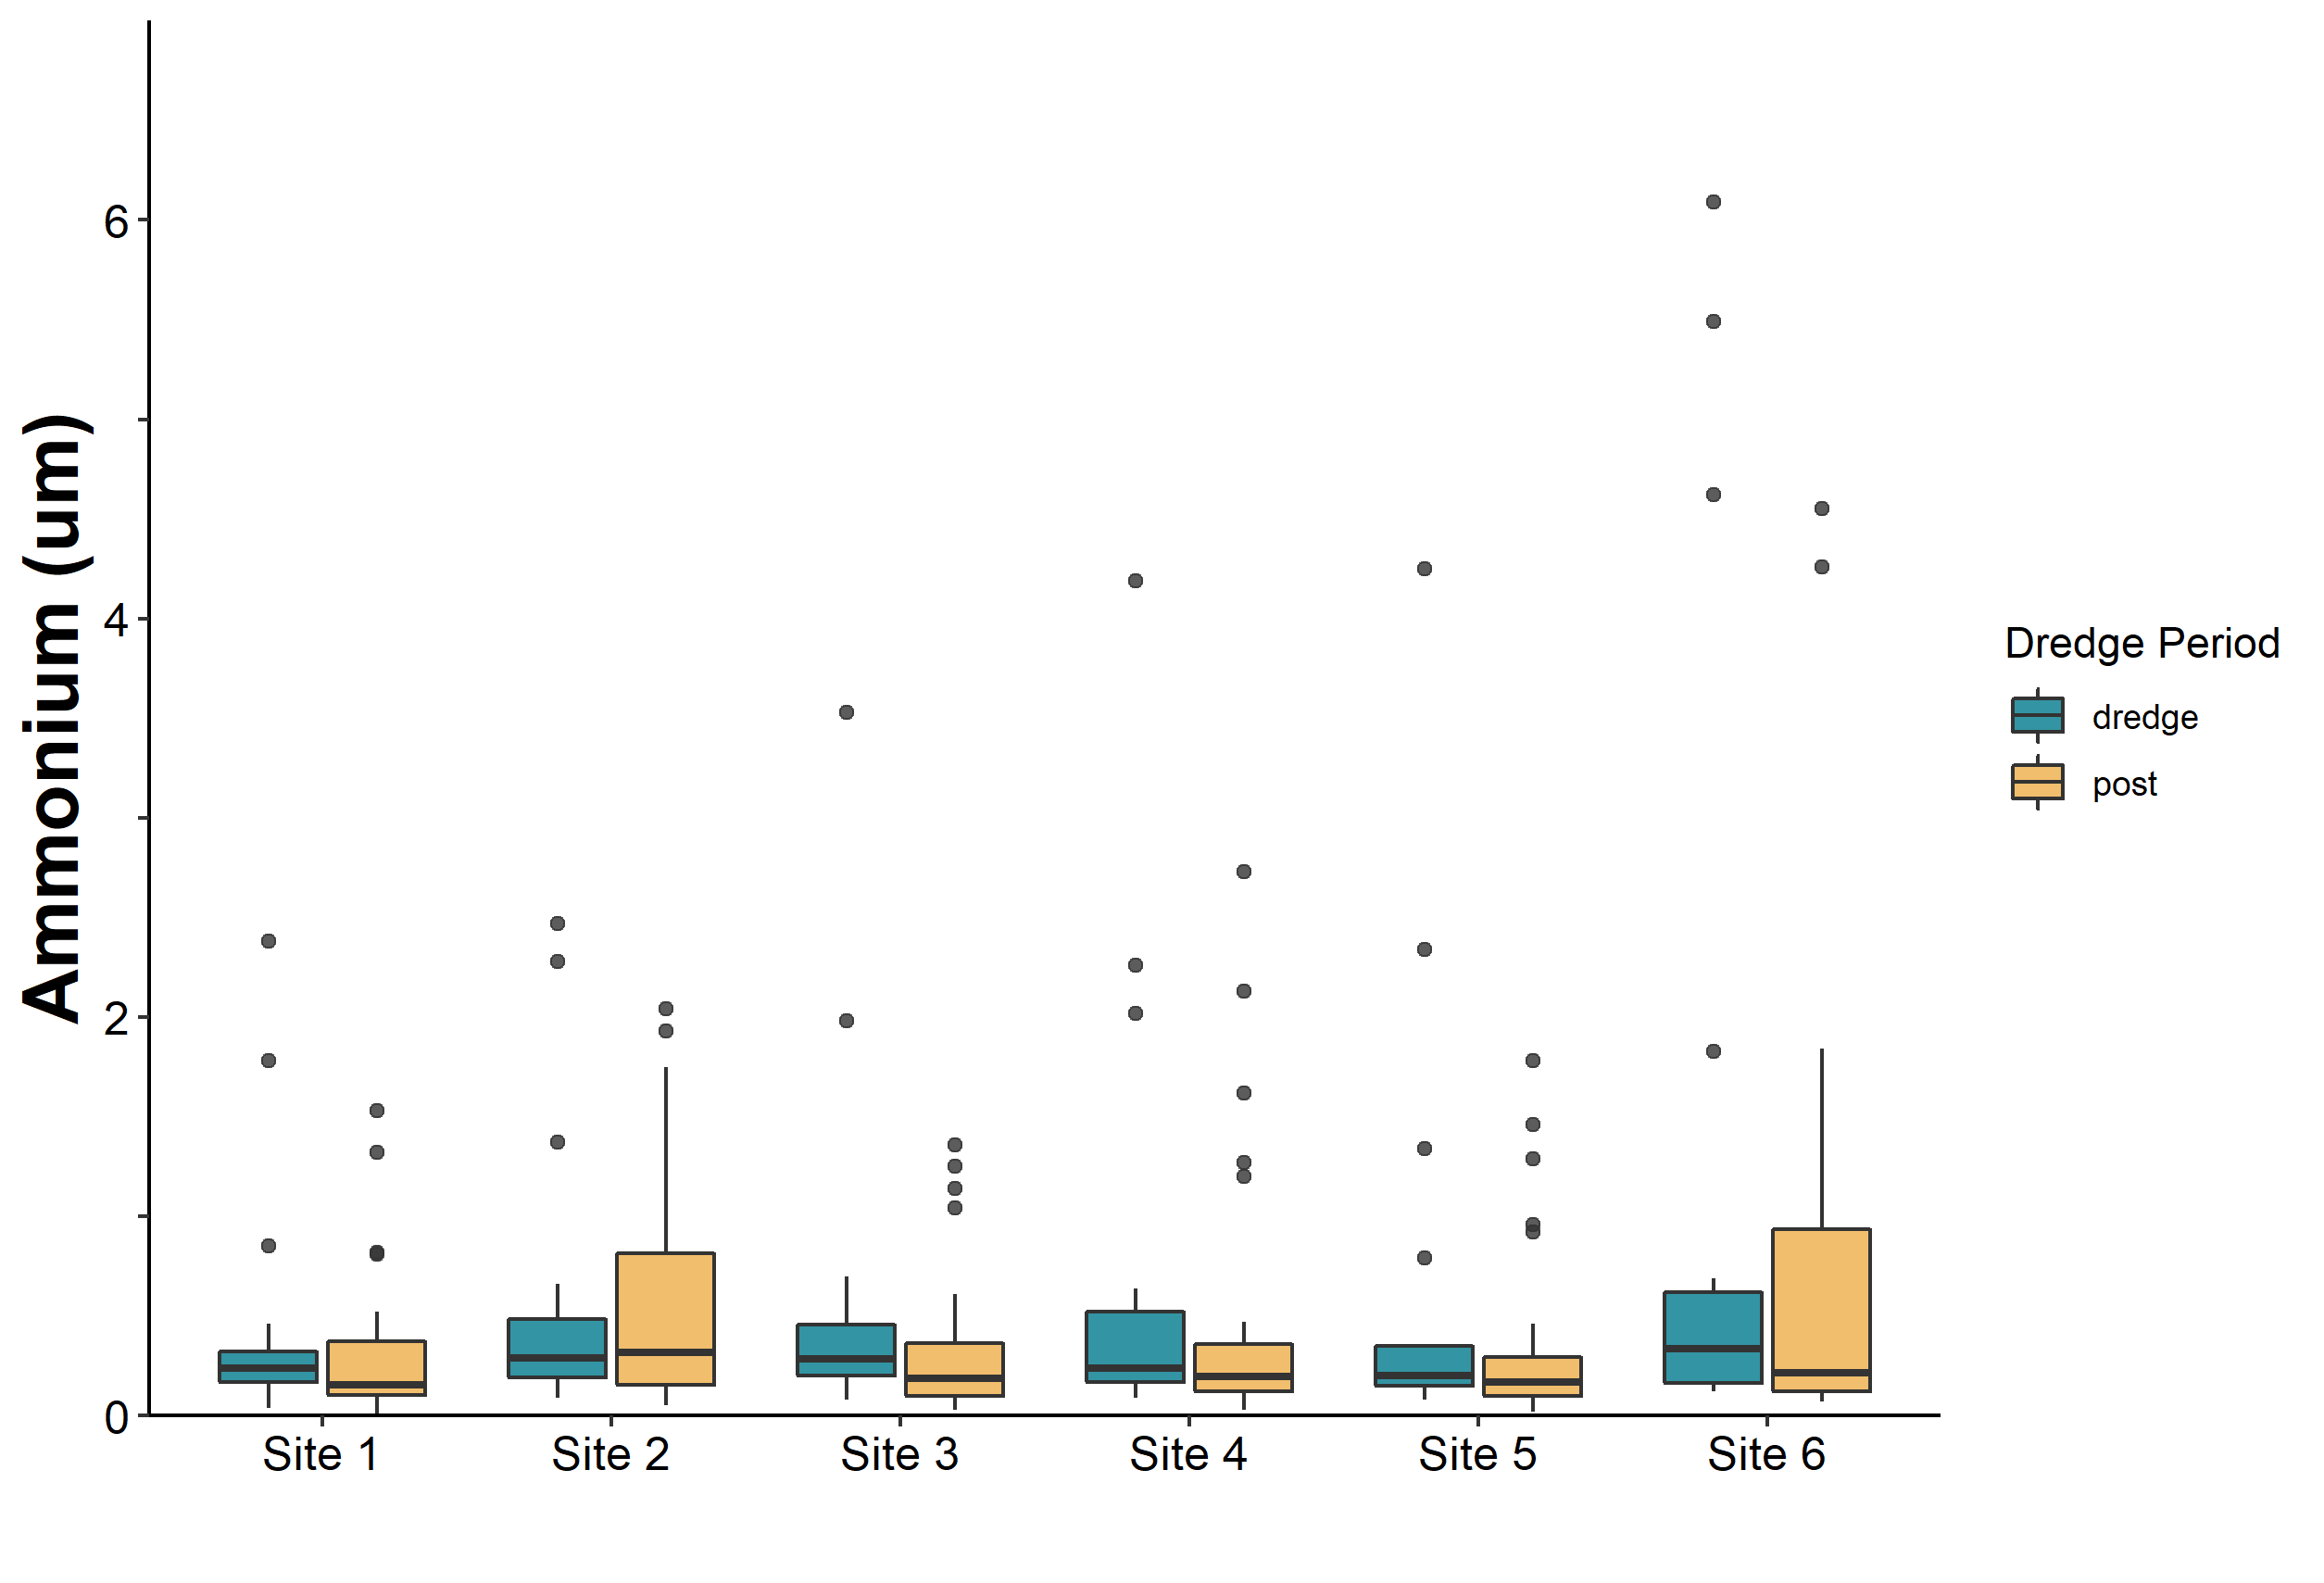 Ammonium (um)
6
4
2
0
Site 1
Site 2
Site 3
Site 4
Site 5
Site 6
Dredge Period
dredge
post